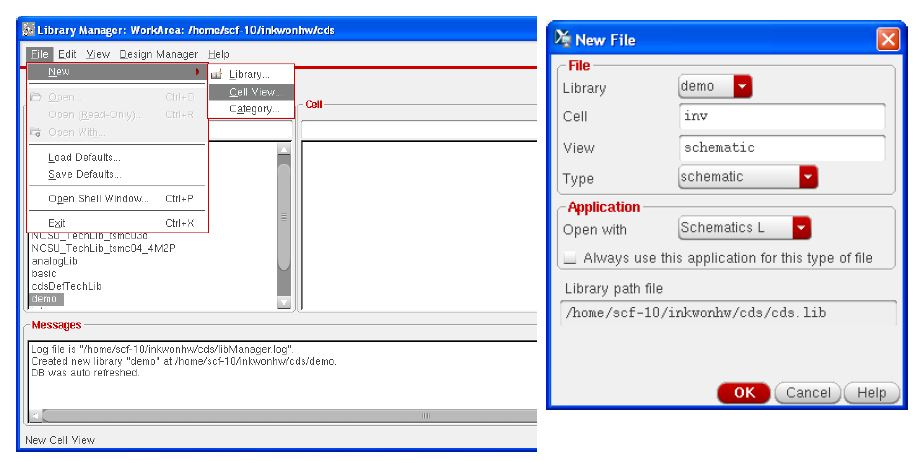 Library Manager: WorkArea: /home/scf-10/inkwonhw/cds
File Edit View Design Manager Help
New
Library...
Cell View...
Category...
Open... Ctrl+O
Open (Read-Only)... Ctrl+R
Open With...
Load Defaults...
Save Defaults...
Open Shell Window... Ctrl+P
Exit Ctrl+X
Cell
NCSU_TechLib_tsmc03d
NCSU_TechLib_tsmc04_4M2P
analogLib
basic
cdsDefTechLib
demo
Messages
Log file is "/home/scf-10/inkwonhw/cds/libManager.log".
Created new library "demo" at /home/scf-10/inkwonhw/cds/demo.
DB was auto refreshed.
New Cell View
New File
File
Library demo
Cell inv
View schematic
Type schematic
Application
Open with Schematics L
Always use this application for this type of file
Library path file
/home/scf-10/inkwonhw/cds/cds.lib
OK Cancel Help